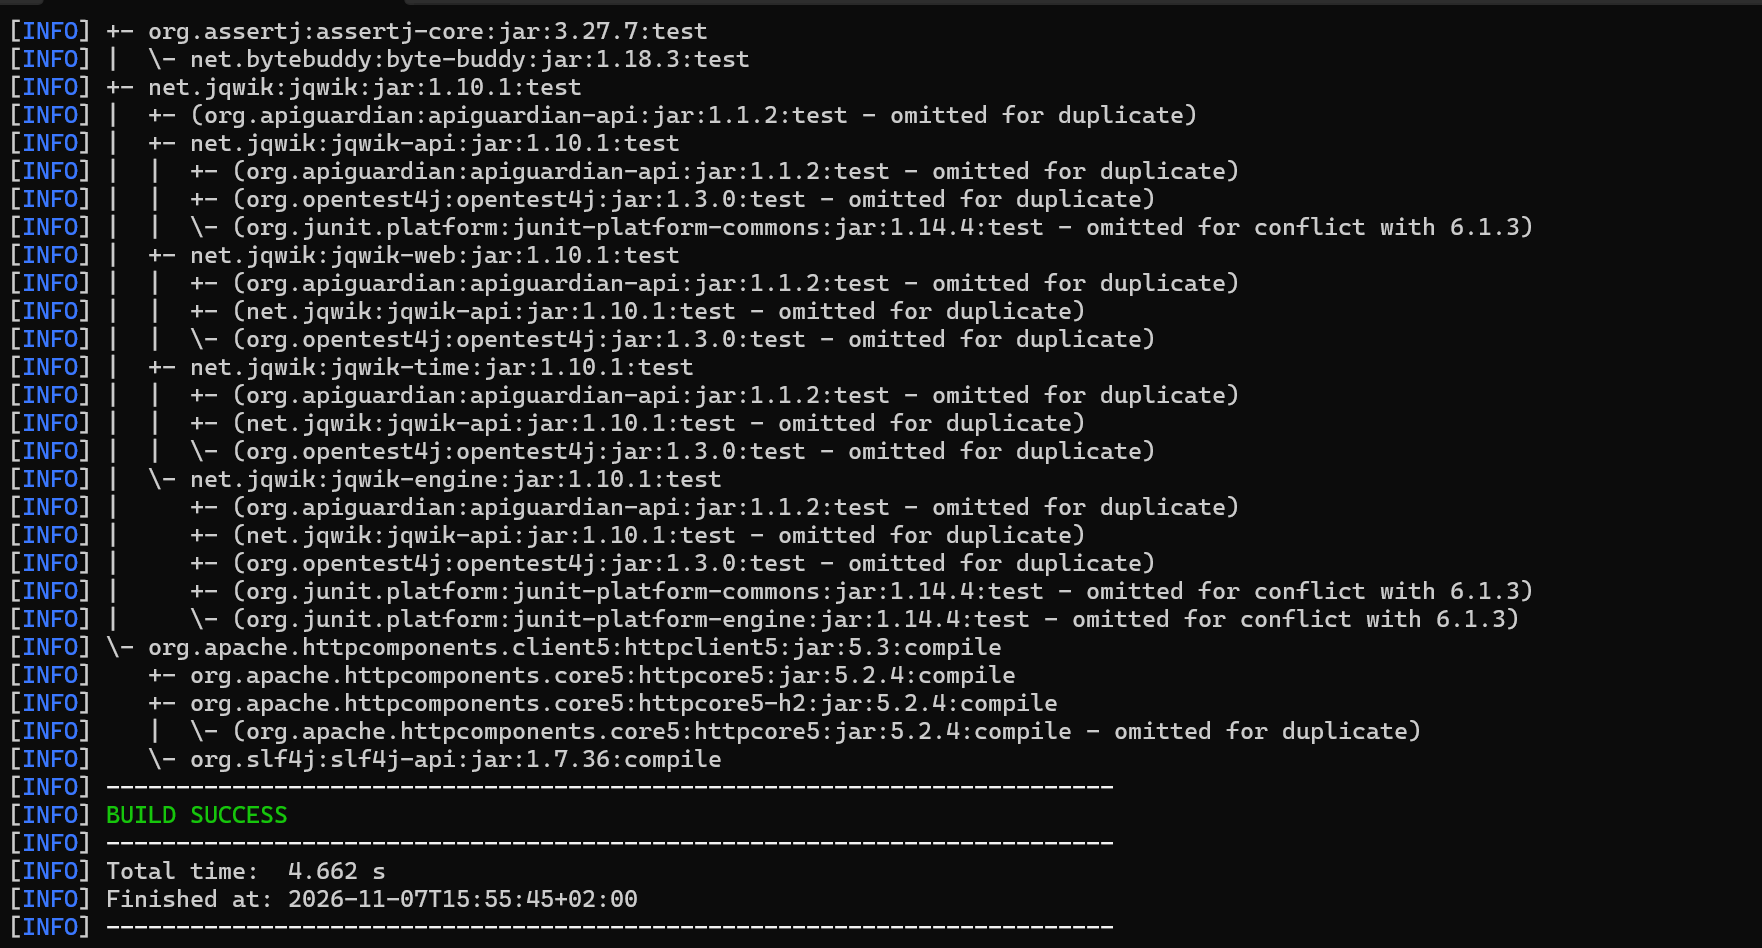 [INFO] +- org.assertj:assertj-core:jar:3.27.7:test
[INFO] |  \- net.bytebuddy:byte-buddy:jar:1.18.3:test
[INFO] +- net.jqwik:jqwik:jar:1.10.1:test
[INFO] |  +- (org.apiguardian:apiguardian-api:jar:1.1.2:test - omitted for duplicate)
[INFO] |  +- net.jqwik:jqwik-api:jar:1.10.1:test
[INFO] |  |  +- (org.apiguardian:apiguardian-api:jar:1.1.2:test - omitted for duplicate)
[INFO] |  |  +- (org.opentest4j:opentest4j:jar:1.3.0:test - omitted for duplicate)
[INFO] |  |  \- (org.junit.platform:junit-platform-commons:jar:1.14.4:test - omitted for conflict with 6.1.3)
[INFO] |  +- net.jqwik:jqwik-web:jar:1.10.1:test
[INFO] |  |  +- (org.apiguardian:apiguardian-api:jar:1.1.2:test - omitted for duplicate)
[INFO] |  |  +- (net.jqwik:jqwik-api:jar:1.10.1:test - omitted for duplicate)
[INFO] |  |  \- (org.opentest4j:opentest4j:jar:1.3.0:test - omitted for duplicate)
[INFO] |  +- net.jqwik:jqwik-time:jar:1.10.1:test
[INFO] |  |  +- (org.apiguardian:apiguardian-api:jar:1.1.2:test - omitted for duplicate)
[INFO] |  |  +- (net.jqwik:jqwik-api:jar:1.10.1:test - omitted for duplicate)
[INFO] |  |  \- (org.opentest4j:opentest4j:jar:1.3.0:test - omitted for duplicate)
[INFO] |  \- net.jqwik:jqwik-engine:jar:1.10.1:test
[INFO] |     +- (org.apiguardian:apiguardian-api:jar:1.1.2:test - omitted for duplicate)
[INFO] |     +- (net.jqwik:jqwik-api:jar:1.10.1:test - omitted for duplicate)
[INFO] |     +- (org.opentest4j:opentest4j:jar:1.3.0:test - omitted for duplicate)
[INFO] |     +- (org.junit.platform:junit-platform-commons:jar:1.14.4:test - omitted for conflict with 6.1.3)
[INFO] |     \- (org.junit.platform:junit-platform-engine:jar:1.14.4:test - omitted for conflict with 6.1.3)
[INFO] \- org.apache.httpcomponents.client5:httpclient5:jar:5.3:compile
[INFO]    +- org.apache.httpcomponents.core5:httpcore5:jar:5.2.4:compile
[INFO]    +- org.apache.httpcomponents.core5:httpcore5-h2:jar:5.2.4:compile
[INFO]    |  \- (org.apache.httpcomponents.core5:httpcore5:jar:5.2.4:compile - omitted for duplicate)
[INFO]    \- org.slf4j:slf4j-api:jar:1.7.36:compile
[INFO] ------------------------------------------------------------------------
[INFO] BUILD SUCCESS
[INFO] ------------------------------------------------------------------------
[INFO] Total time:  4.662 s
[INFO] Finished at: 2026-11-07T15:55:45+02:00
[INFO] ------------------------------------------------------------------------